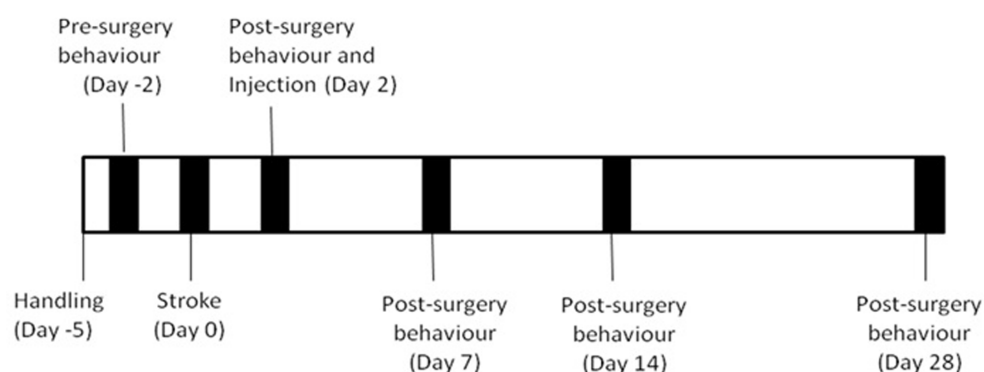 Pre-surgery
behaviour
(Day -2)
Post-surgery
behaviour and
Injection (Day 2)
Handling
(Day -5)
Stroke
(Day 0)
Post-surgery
behaviour
(Day 7)
Post-surgery
behaviour
(Day 14)
Post-surgery
behaviour
(Day 28)